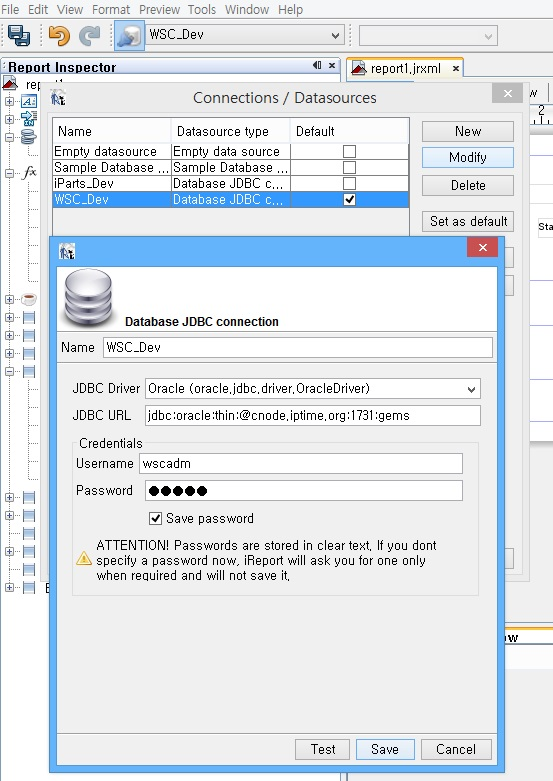 File Edit View Format Preview Tools Window Help
WSC_Dev
Report Inspector
report1.jrxml
Connections / Datasources
Name Datasource type Default
Empty datasource Empty data source
Sample Database ... Database JDBC c...
iParts_Dev Database JDBC c...
WSC_Dev Database JDBC c...
New
Modify
Delete
Set as default
Sta
2
fx
Database JDBC connection
Name WSC_Dev
JDBC Driver Oracle (oracle.jdbc.driver.OracleDriver)
JDBC URL jdbc:oracle:thin:@cnode.iptime.org:1731:gems
Credentials
Username wscadm
Password ●●●●●
Save password
ATTENTION! Passwords are stored in clear text. If you dont
specify a password now, iReport will ask you for one only
when required and will not save it.
Test Save Cancel